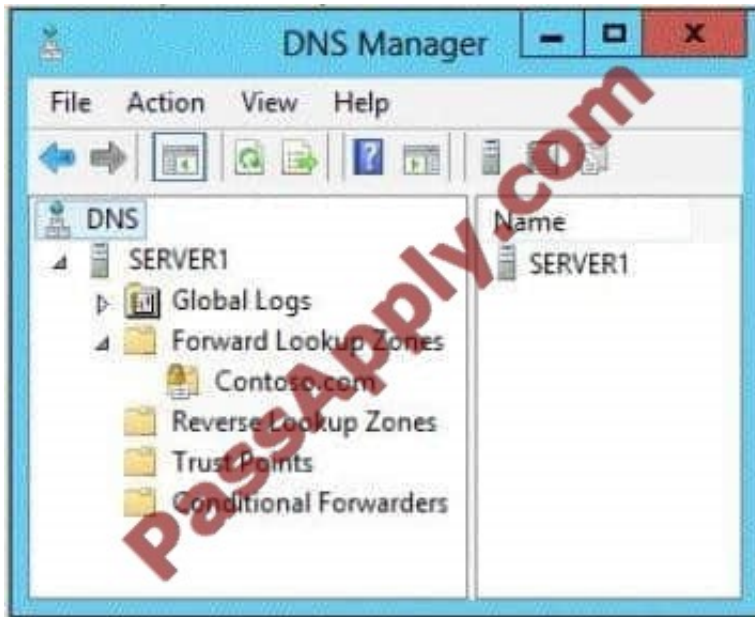 DNS Manager
File Action View Help
DNS
SERVER1
Global Logs
Forward Lookup Zones
Contoso.com
Reverse Lookup Zones
Trust Points
Conditional Forwarders
Name
SERVER1
PassApply.com